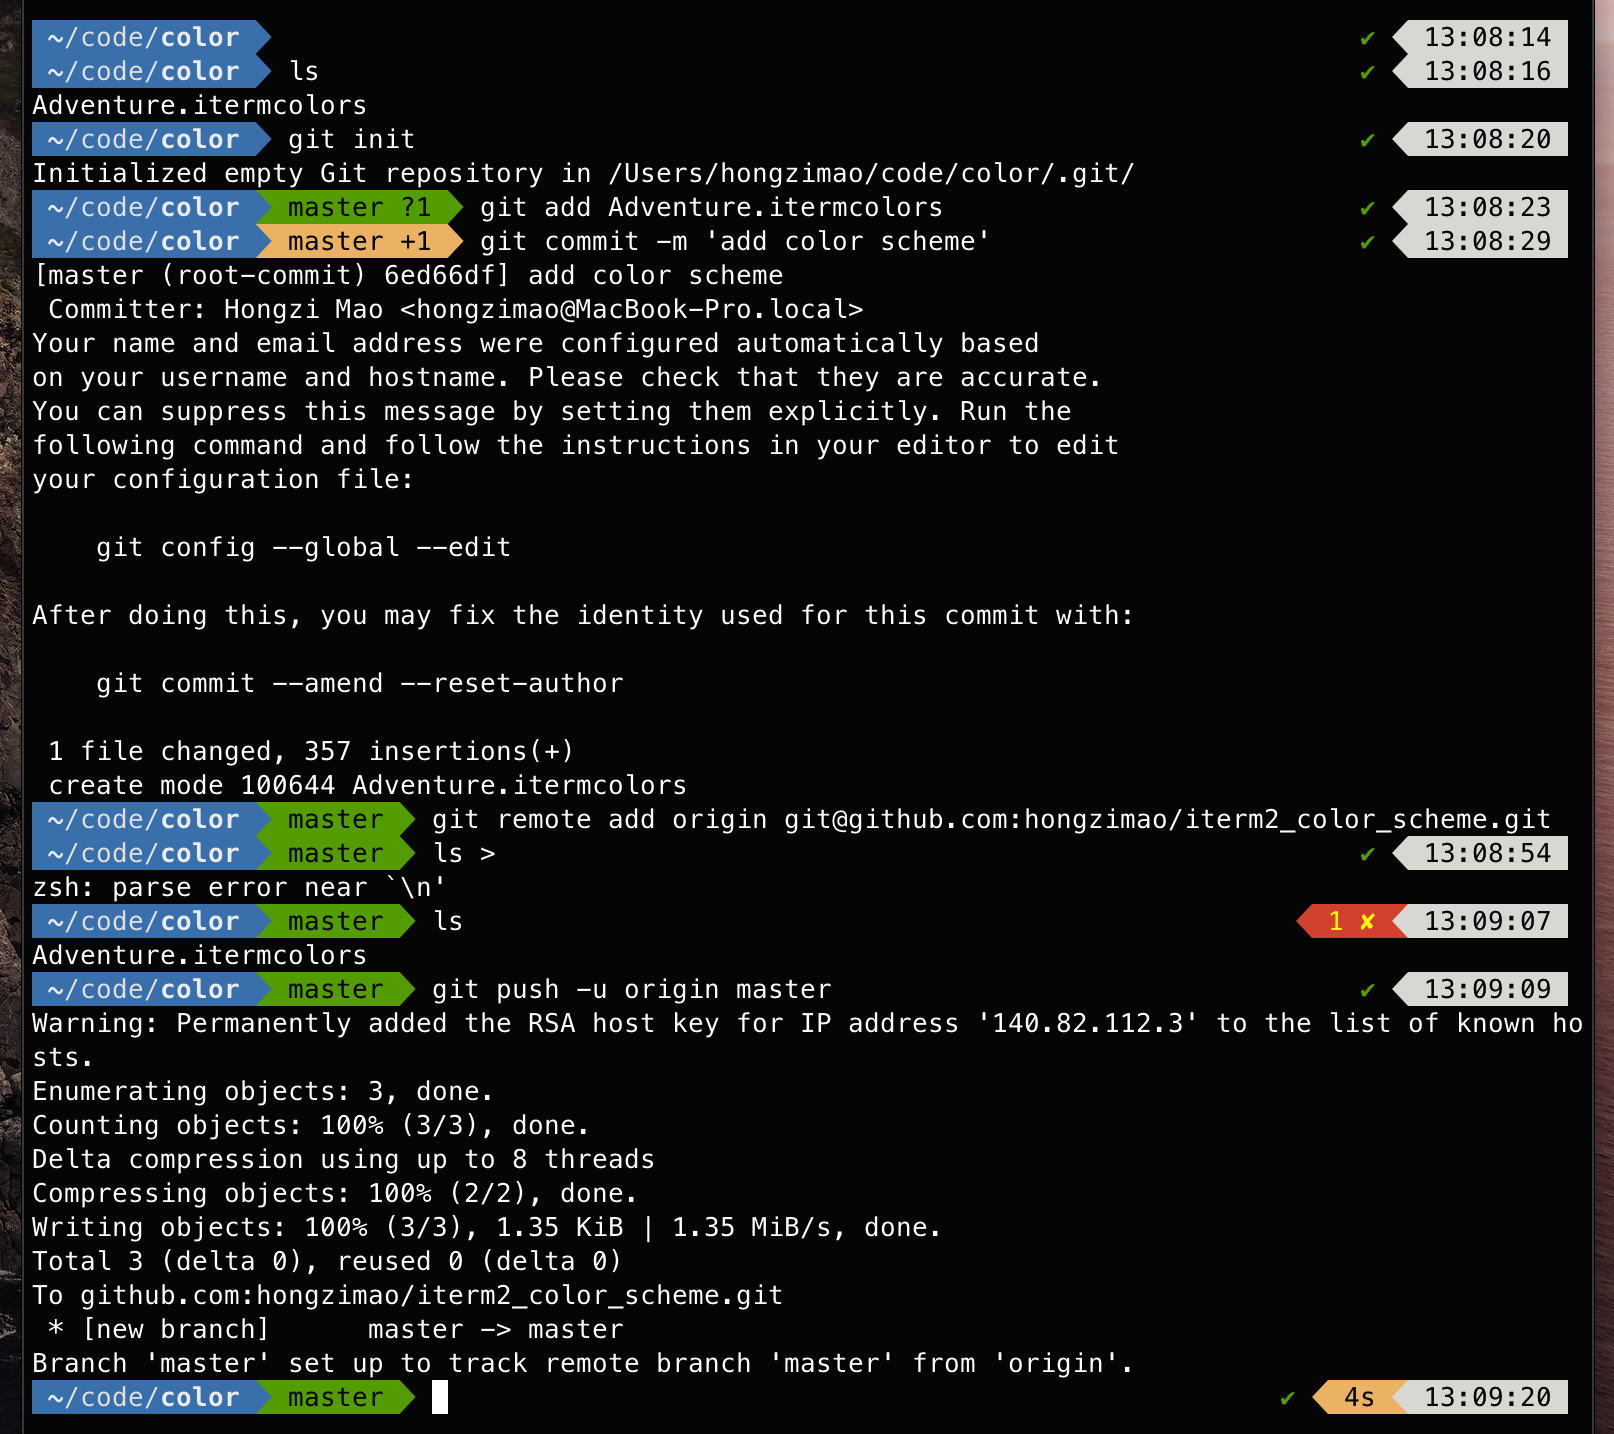 ~/code/color ✔ 13:08:14
~/code/color ls ✔ 13:08:16
Adventure.itermcolors
~/code/color git init ✔ 13:08:20
Initialized empty Git repository in /Users/hongzimao/code/color/.git/
~/code/color master ?1 git add Adventure.itermcolors ✔ 13:08:23
~/code/color master +1 git commit -m 'add color scheme' ✔ 13:08:29
[master (root-commit) 6ed66df] add color scheme
 Committer: Hongzi Mao <hongzimao@MacBook-Pro.local>
Your name and email address were configured automatically based
on your username and hostname. Please check that they are accurate.
You can suppress this message by setting them explicitly. Run the
following command and follow the instructions in your editor to edit
your configuration file:
    git config --global --edit
After doing this, you may fix the identity used for this commit with:
    git commit --amend --reset-author
 1 file changed, 357 insertions(+)
 create mode 100644 Adventure.itermcolors
~/code/color master git remote add origin git@github.com:hongzimao/iterm2_color_scheme.git
~/code/color master ls > ✔ 13:08:54
zsh: parse error near `\n'
~/code/color master ls 1 ✘ 13:09:07
Adventure.itermcolors
~/code/color master git push -u origin master ✔ 13:09:09
Warning: Permanently added the RSA host key for IP address '140.82.112.3' to the list of known ho
sts.
Enumerating objects: 3, done.
Counting objects: 100% (3/3), done.
Delta compression using up to 8 threads
Compressing objects: 100% (2/2), done.
Writing objects: 100% (3/3), 1.35 KiB | 1.35 MiB/s, done.
Total 3 (delta 0), reused 0 (delta 0)
To github.com:hongzimao/iterm2_color_scheme.git
 * [new branch]      master -> master
Branch 'master' set up to track remote branch 'master' from 'origin'.
~/code/color master ✔ 4s 13:09:20